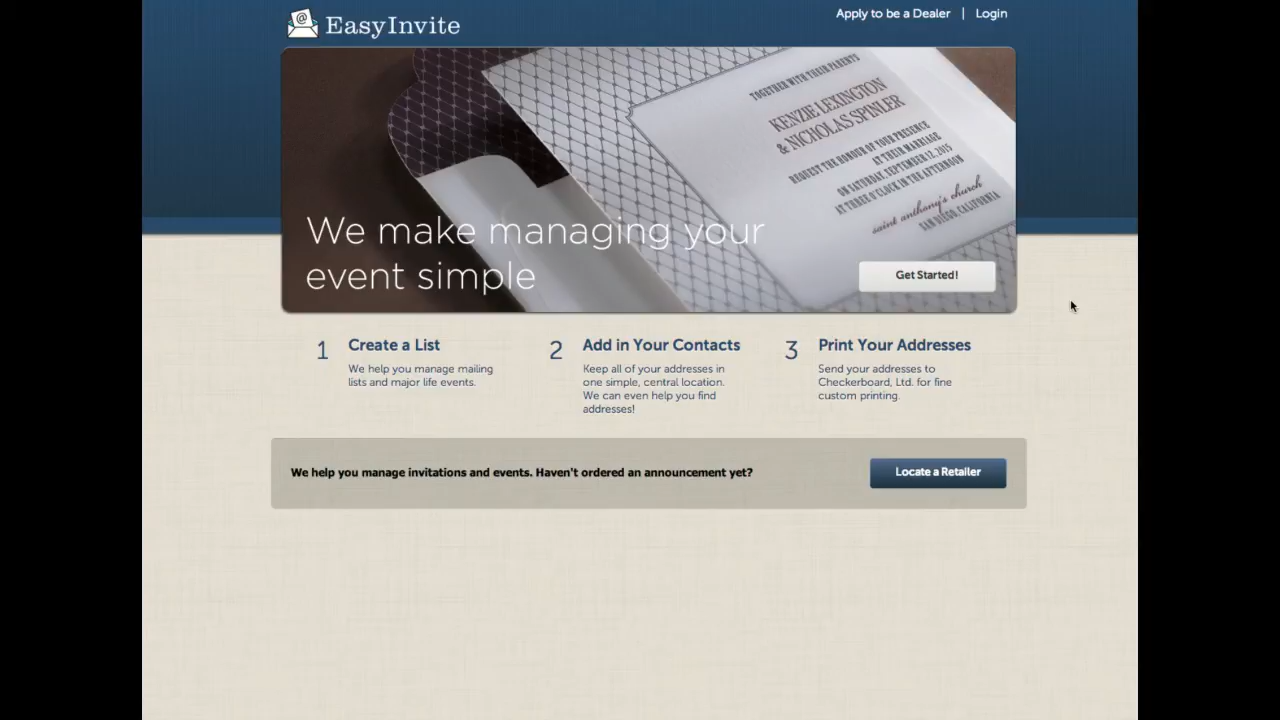 EasyInvite
Apply to be a Dealer | Login
TOGETHER WITH THEIR PARENTS
KENZIE LEXINGTON
& NICHOLAS SPINLER
REQUEST THE HONOUR OF YOUR PRESENCE
AT THEIR MARRIAGE
ON SATURDAY, SEPTEMBER 12, 2015
AT THREE O'CLOCK IN THE AFTERNOON
saint anthony's church
SAN DIEGO, CALIFORNIA
We make managing your
event simple
Get Started!
1 Create a List
We help you manage mailing
lists and major life events.
2 Add in Your Contacts
Keep all of your addresses in
one simple, central location.
We can even help you find
addresses!
3 Print Your Addresses
Send your addresses to
Checkerboard, Ltd. for fine
custom printing.
We help you manage invitations and events. Haven't ordered an announcement yet?
Locate a Retailer